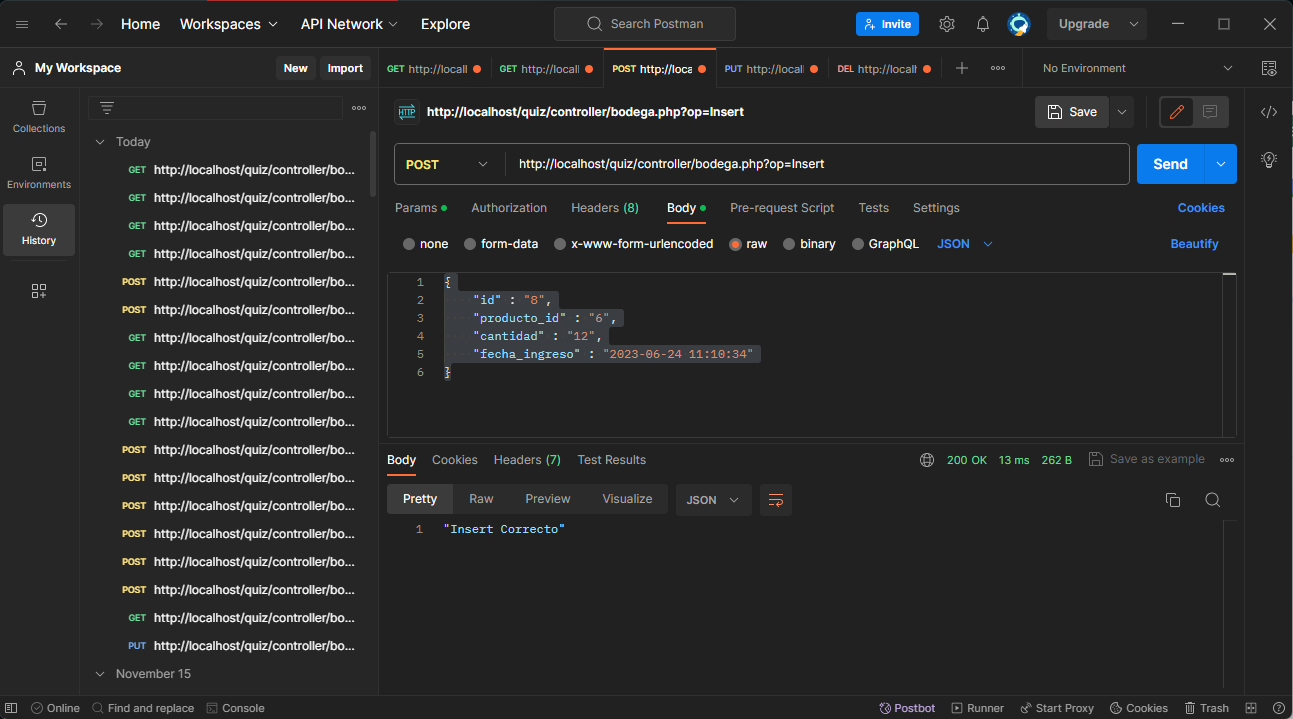 Home Workspaces API Network Explore Search Postman Invite Upgrade
My Workspace New Import GET http://locall GET http://locall POST http://loca PUT http://locall DEL http://localh No Environment
Collections
Environments
History
Today
GET http://localhost/quiz/controller/bo...
GET http://localhost/quiz/controller/bo...
GET http://localhost/quiz/controller/bo...
GET http://localhost/quiz/controller/bo...
POST http://localhost/quiz/controller/bo...
POST http://localhost/quiz/controller/bo...
GET http://localhost/quiz/controller/bo...
GET http://localhost/quiz/controller/bo...
GET http://localhost/quiz/controller/bo...
GET http://localhost/quiz/controller/bo...
POST http://localhost/quiz/controller/bo...
POST http://localhost/quiz/controller/bo...
POST http://localhost/quiz/controller/bo...
POST http://localhost/quiz/controller/bo...
POST http://localhost/quiz/controller/bo...
POST http://localhost/quiz/controller/bo...
GET http://localhost/quiz/controller/bo...
PUT http://localhost/quiz/controller/bo...
November 15
HTTP http://localhost/quiz/controller/bodega.php?op=Insert Save
POST http://localhost/quiz/controller/bodega.php?op=Insert Send
Params Authorization Headers (8) Body Pre-request Script Tests Settings Cookies
none form-data x-www-form-urlencoded raw binary GraphQL JSON Beautify
1 {
2 "id" : "8",
3 "producto_id" : "6",
4 "cantidad" : "12",
5 "fecha_ingreso" : "2023-06-24 11:10:34"
6 }
Body Cookies Headers (7) Test Results 200 OK 13 ms 262 B Save as example
Pretty Raw Preview Visualize JSON
1 "Insert Correcto"
Online Find and replace Console Postbot Runner Start Proxy Cookies Trash